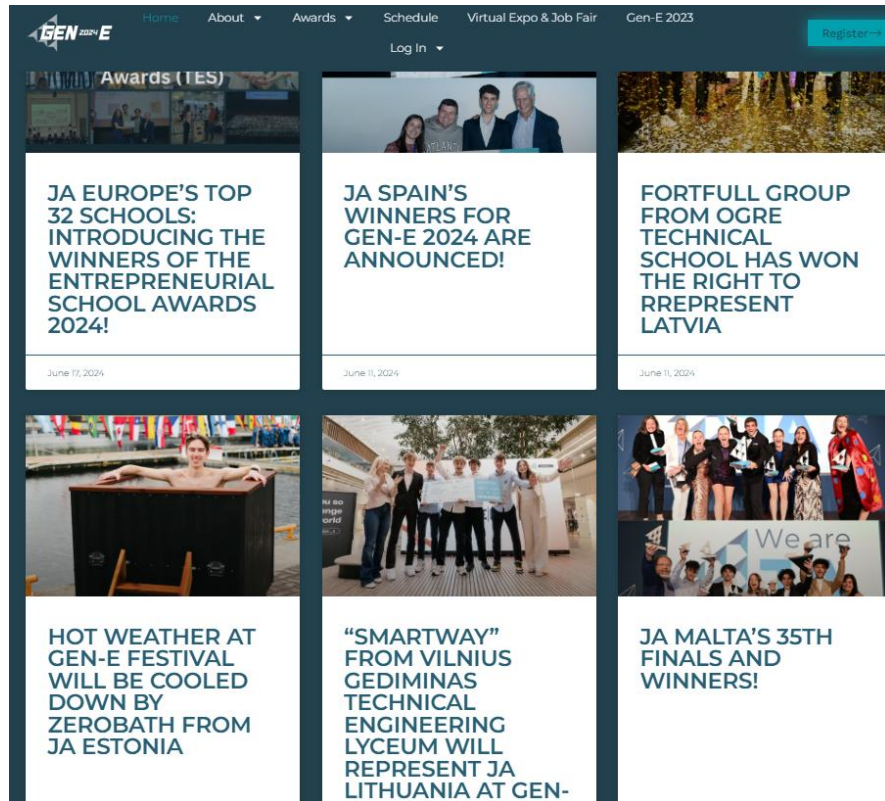 GEN 2024 E
Home
About
Awards
Schedule
Virtual Expo & Job Fair
Gen-E 2023
Log In
Register→
Awards (TES)
JA EUROPE'S TOP
32 SCHOOLS:
INTRODUCING THE
WINNERS OF THE
ENTREPRENEURIAL
SCHOOL AWARDS
2024!
June 17, 2024
ATLANT
JA SPAIN'S
WINNERS FOR
GEN-E 2024 ARE
ANNOUNCED!
June 11, 2024
FORTFULL GROUP
FROM OGRE
TECHNICAL
SCHOOL HAS WON
THE RIGHT TO
RREPRESENT
LATVIA
June 11, 2024
HOT WEATHER AT
GEN-E FESTIVAL
WILL BE COOLED
DOWN BY
ZEROBATH FROM
JA ESTONIA
“SMARTWAY”
FROM VILNIUS
GEDIMINAS
TECHNICAL
ENGINEERING
LYCEUM WILL
REPRESENT JA
LITHUANIA AT GEN-
We are
JA MALTA'S 35TH
FINALS AND
WINNERS!